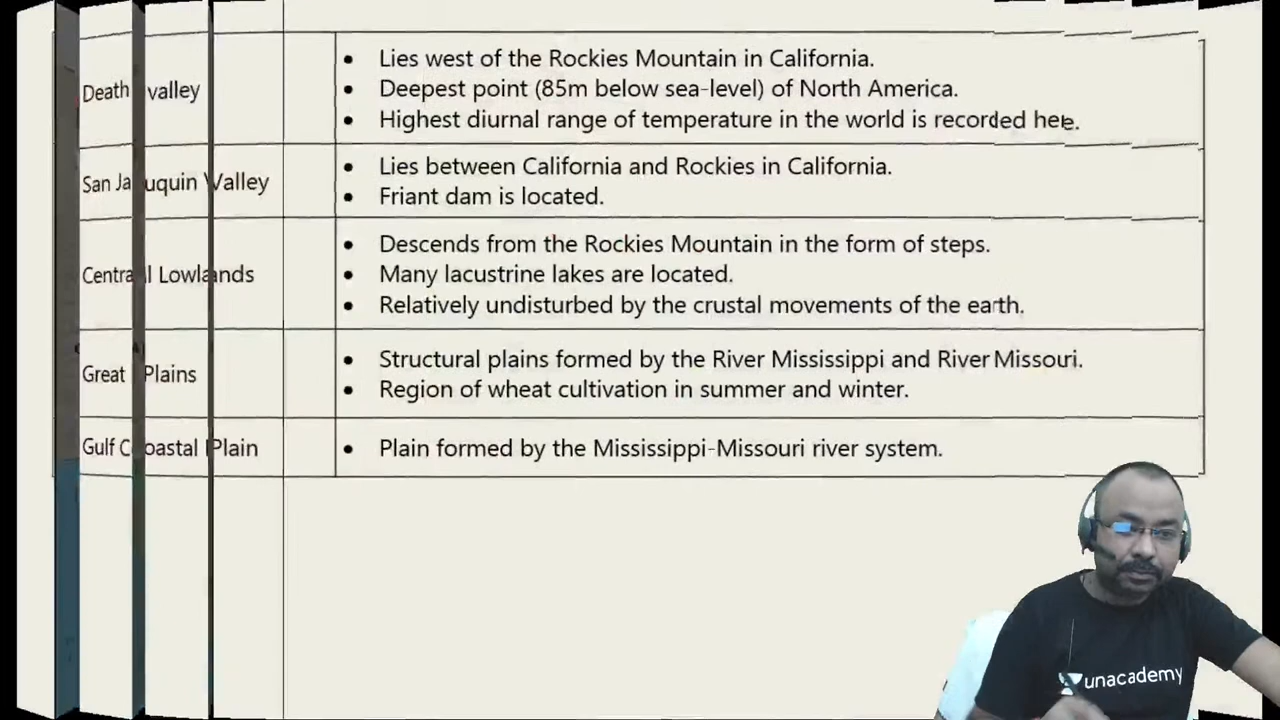 Death valley
Lies west of the Rockies Mountain in California.
Deepest point (85m below sea-level) of North America.
Highest diurnal range of temperature in the world is recorded here.
San Jaquuquin Valley
Lies between California and Rockies in California.
Friant dam is located.
Central Lowlands
Descends from the Rockies Mountain in the form of steps.
Many lacustrine lakes are located.
Relatively undisturbed by the crustal movements of the earth.
Great Plains
Structural plains formed by the River Mississippi and River Missouri.
Region of wheat cultivation in summer and winter.
Gulf Coastal Plain
Plain formed by the Mississippi-Missouri river system.
unacademy